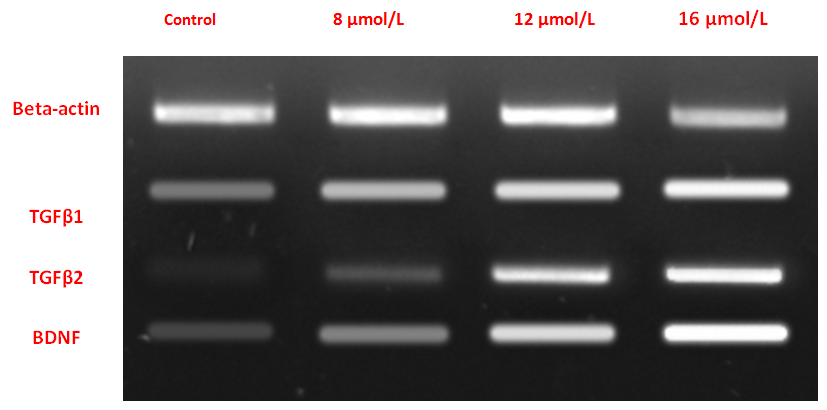 Control 8 µmol/L 12 µmol/L 16 µmol/L
Beta-actin
TGFβ1
TGFβ2
BDNF